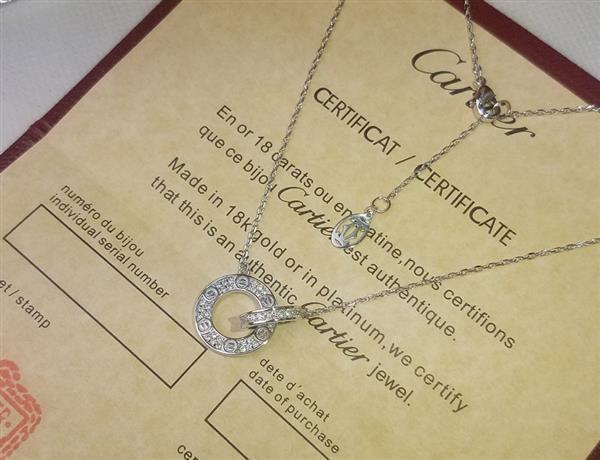 Cartier
CERTIFICAT / CERTIFICATE
En or 18 carats ou en platine, nous certifions
que ce bijou Cartier est authentique.
Made in 18k gold or in platinum, we certify
that this is an authentic Cartier jewel.
numéro du bijou
individual serial number
et / stamp
dete d'achat
date of purchase